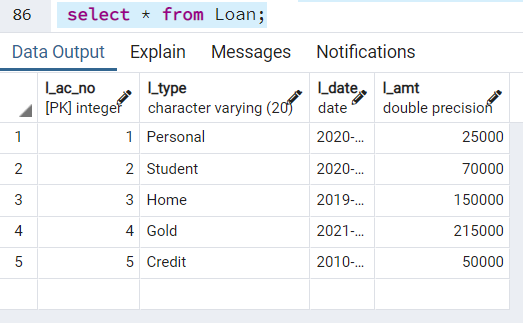 86 select * from Loan;
Data Output Explain Messages Notifications
l_ac_no l_type l_date l_amt
[PK] integer character varying (20) date double precision
1 1 Personal 2020-... 25000
2 2 Student 2020-... 70000
3 3 Home 2019-... 150000
4 4 Gold 2021-... 215000
5 5 Credit 2010-... 50000